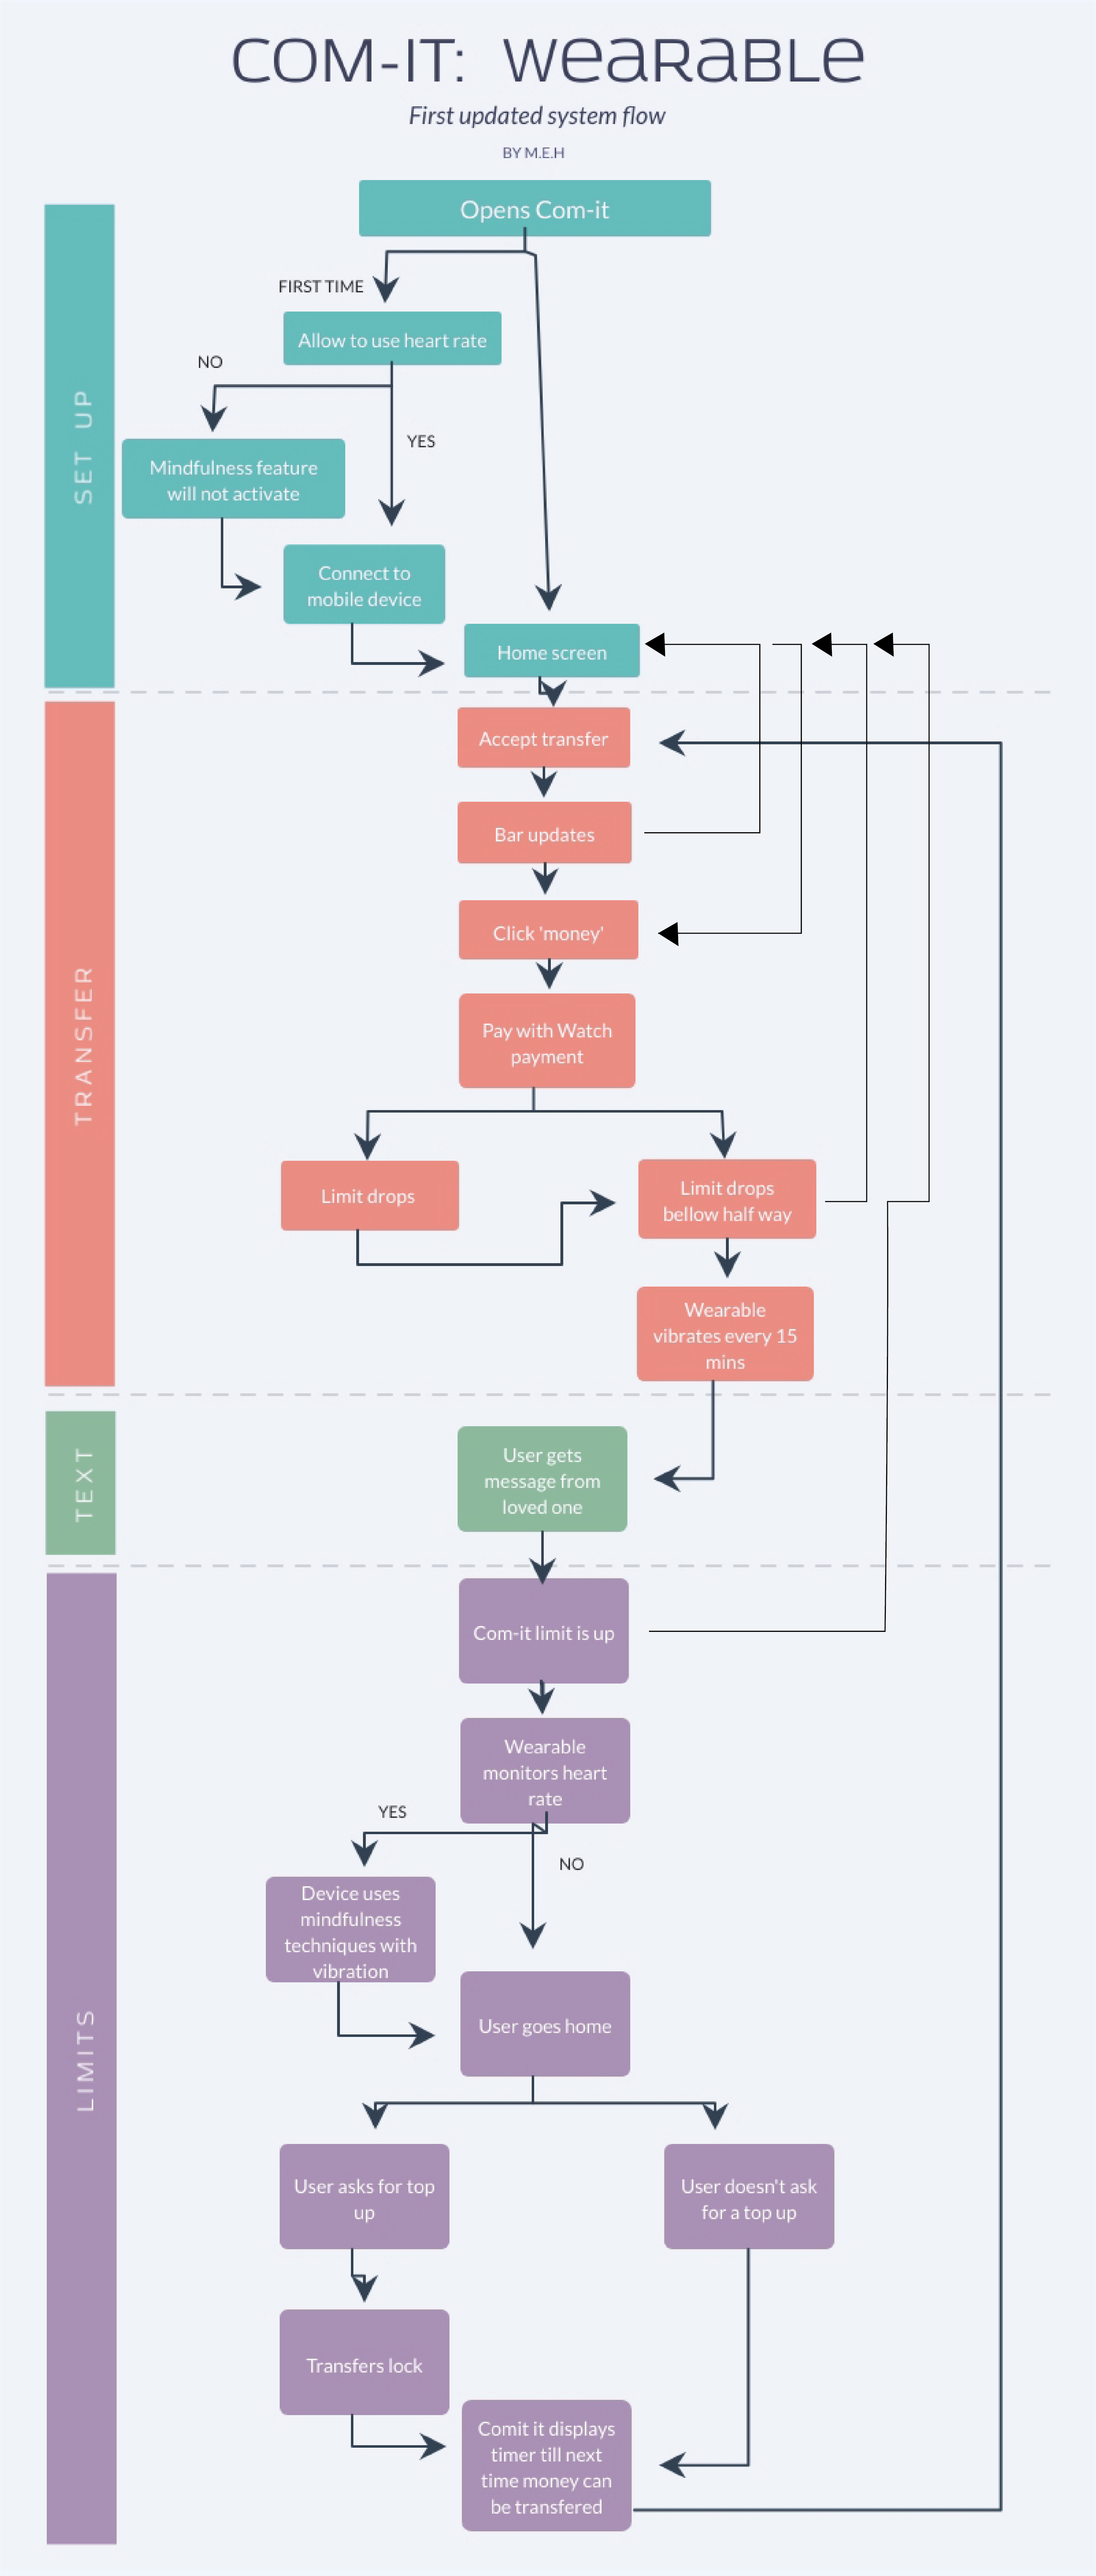 COM-IT: WeaRaBLe
First updated system flow
BY M.E.H
Opens Com-it
FIRST TIME
Allow to use heart rate
NO
YES
SET UP
Mindfulness feature
will not activate
Connect to
mobile device
Home screen
Accept transfer
Bar updates
Click 'money'
TRANSFER
Pay with Watch
payment
Limit drops
Limit drops
bellow half way
Wearable
vibrates every 15
mins
TEXT
User gets
message from
loved one
Com-it limit is up
Wearable
monitors heart
rate
YES
NO
Device uses
mindfulness
techniques with
vibration
LIMITS
User goes home
User asks for top
up
User doesn't ask
for a top up
Transfers lock
Comit it displays
timer till next
time money can
be transfered